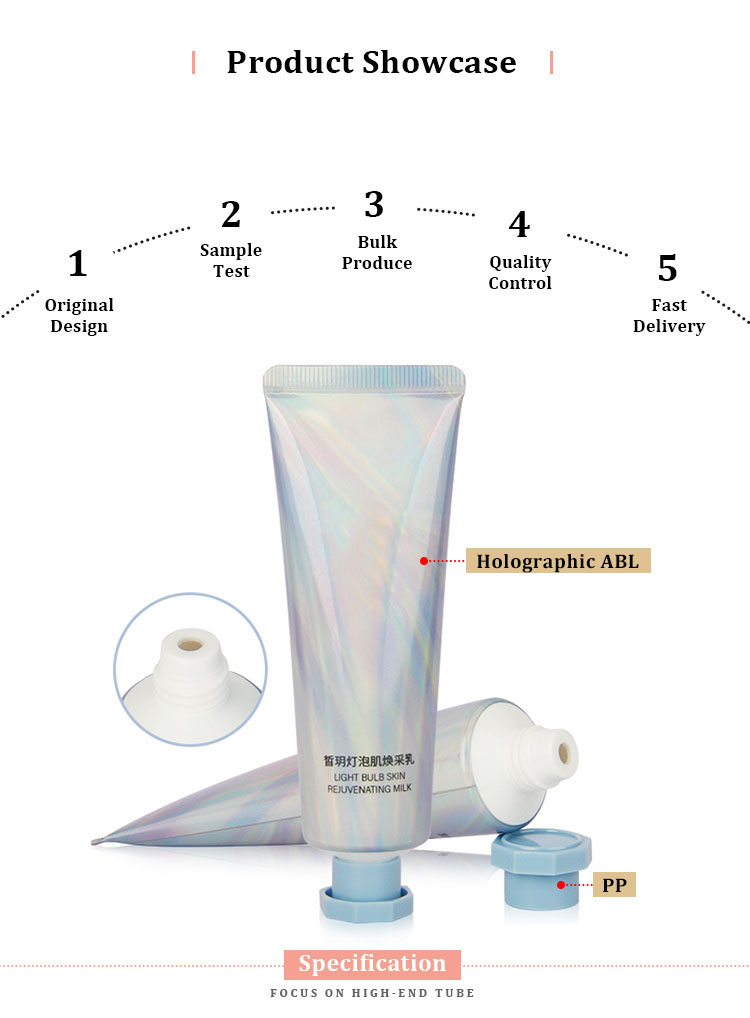 Product Showcase
1
Original
Design
2
Sample
Test
3
Bulk
Produce
4
Quality
Control
5
Fast
Delivery
Holographic ABL
皙玥灯泡肌焕采乳
LIGHT BULB SKIN
REJUVENATING MILK
PP
Specification
FOCUS ON HIGH-END TUBE